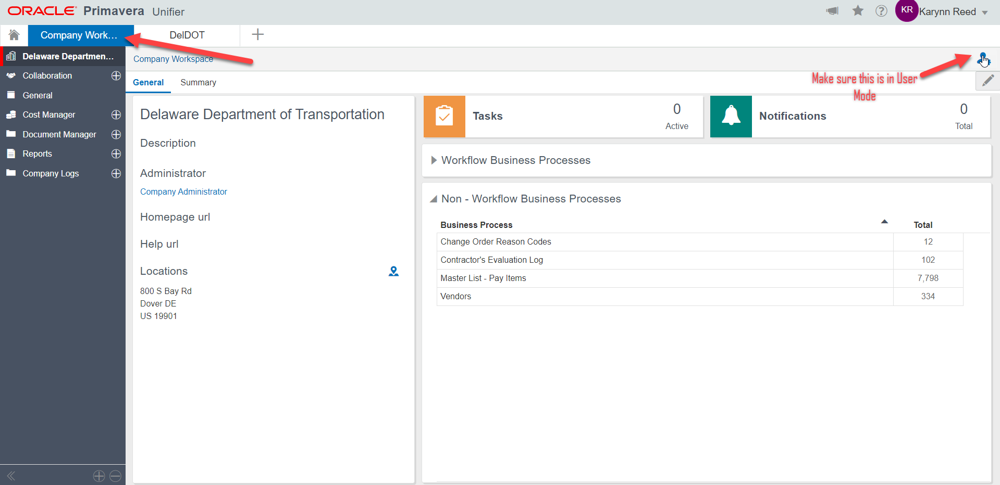 ORACLE Primavera Unifier
? KR Karynn Reed
Company Work... DelDOT
Delaware Departmen...
Collaboration
General
Cost Manager
Document Manager
Reports
Company Logs
Company Workspace
Make sure this is in User
Mode
General Summary
Delaware Department of Transportation
Description
Administrator
Company Administrator
Homepage url
Help url
Locations
800 S Bay Rd
Dover DE
US 19901
Tasks 0 Active
Notifications 0 Total
Workflow Business Processes
Non - Workflow Business Processes
Business Process Total
Change Order Reason Codes 12
Contractor's Evaluation Log 102
Master List - Pay Items 7,798
Vendors 334